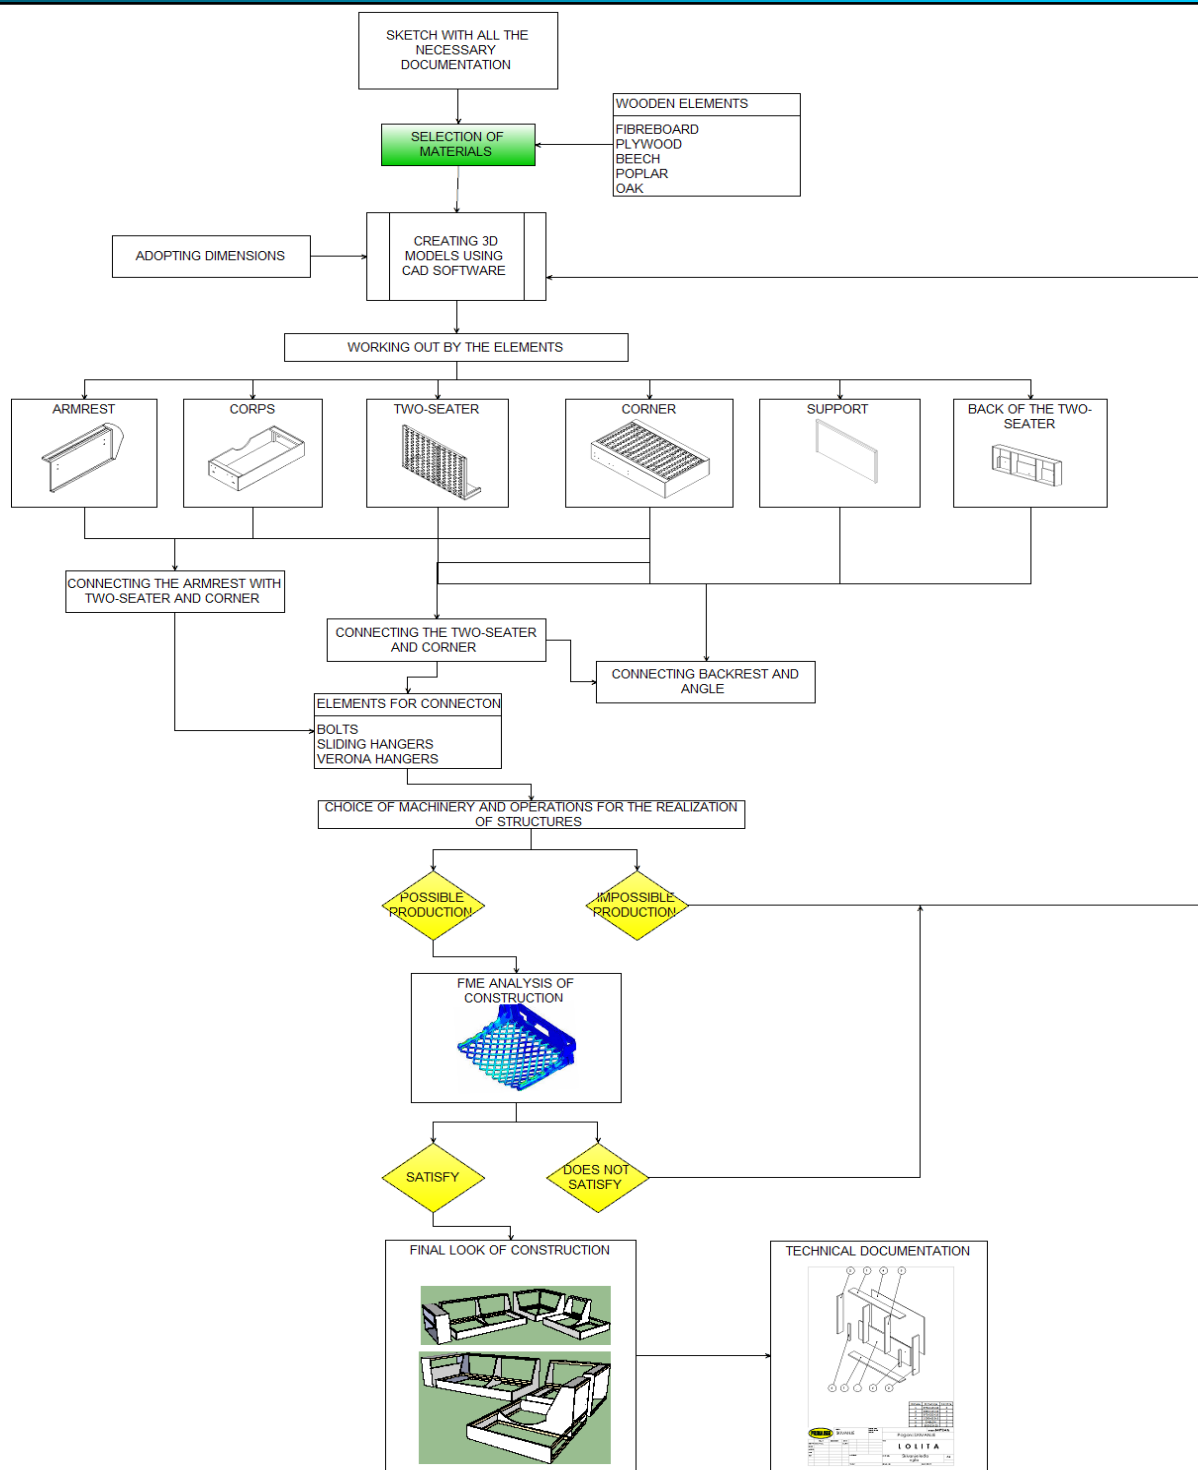 SKETCH WITH ALL THE
NECESSARY
DOCUMENTATION
WOODEN ELEMENTS
FIBREBOARD
PLYWOOD
BEECH
POPLAR
OAK
SELECTION OF
MATERIALS
CREATING 3D
MODELS USING
CAD SOFTWARE
ADOPTING DIMENSIONS
WORKING OUT BY THE ELEMENTS
ARMREST
CORPS
TWO-SEATER
CORNER
SUPPORT
BACK OF THE TWO-
SEATER
CONNECTING THE ARMREST WITH
TWO-SEATER AND CORNER
CONNECTING THE TWO-SEATER
AND CORNER
CONNECTING BACKREST AND
ANGLE
ELEMENTS FOR CONNECTON
BOLTS
SLIDING HANGERS
VERONA HANGERS
CHOICE OF MACHINERY AND OPERATIONS FOR THE REALIZATION
OF STRUCTURES
POSSIBLE
PRODUCTION
IMPOSSIBLE
PRODUCTION
FME ANALYSIS OF
CONSTRUCTION
SATISFY
DOES NOT
SATISFY
FINAL LOOK OF CONSTRUCTION
TECHNICAL DOCUMENTATION
LOLITA